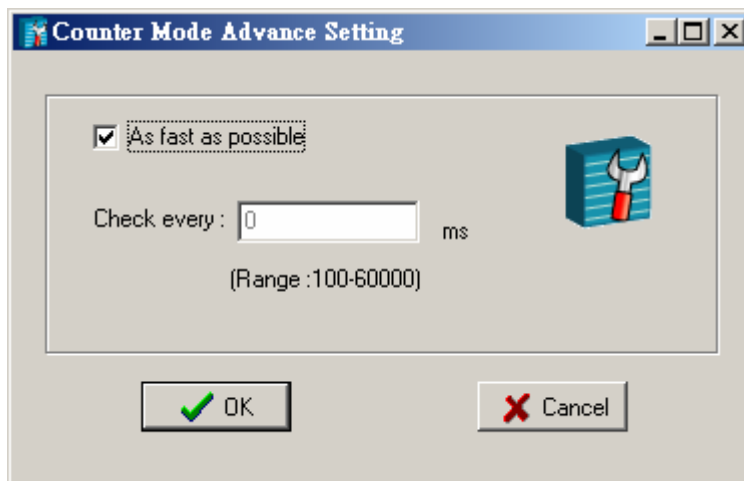 Counter Mode Advance Setting
As fast as possible
Check every : 0 ms
(Range :100-60000)
OK Cancel